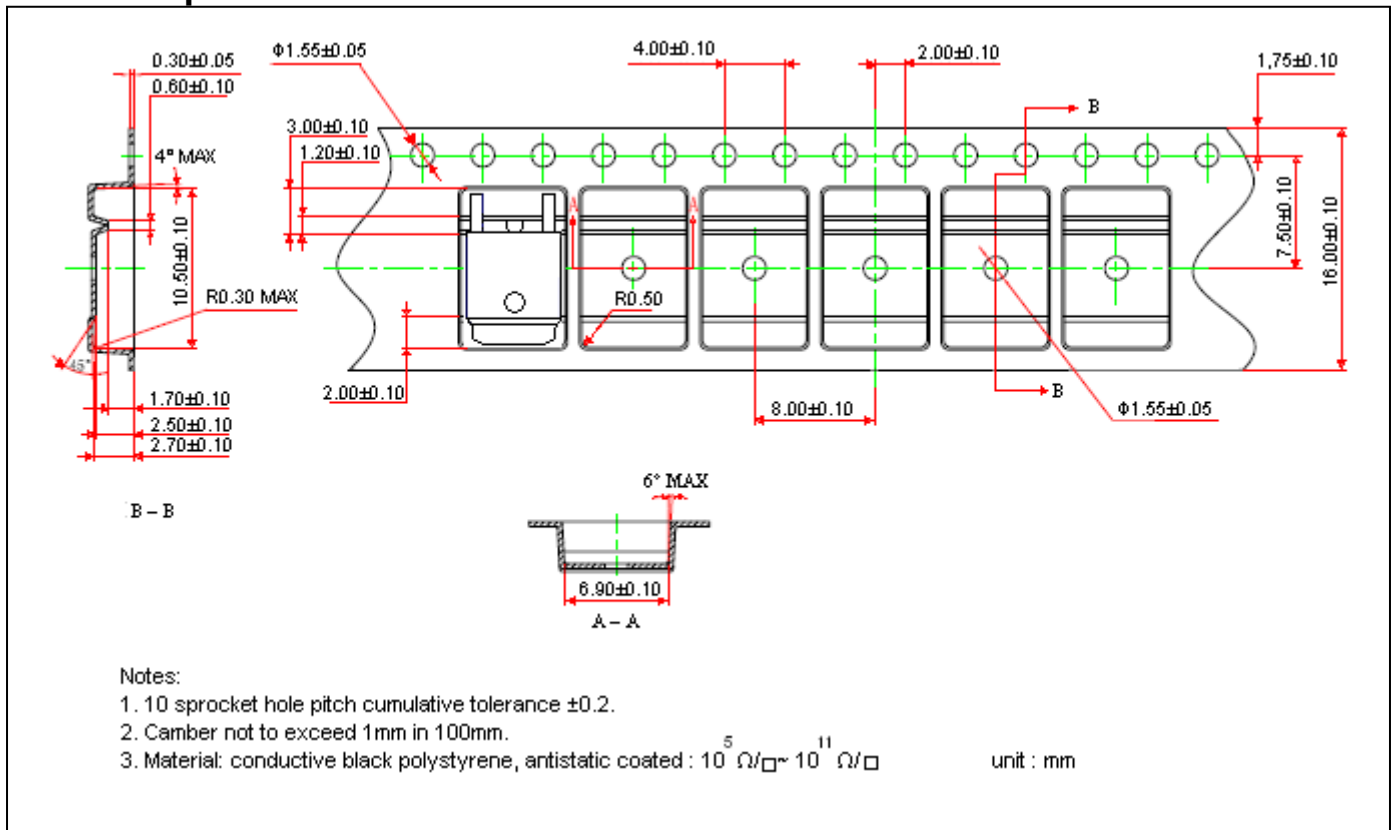 0.30±0.05
0.60±0.10
4° MAX
10.50±0.10
R0.30 MAX
45°
1.70±0.10
2.50±0.10
2.70±0.10
B – B
Φ1.55±0.05
4.00±0.10
2.00±0.10
1,75±0.10
B
3.00±0.10
1.20±0.10
A
A
7.50±0.10
16.00±0.10
R0.50
2.00±0.10
8.00±0.10
B
Φ1.55±0.05
6° MAX
6.90±0.10
A – A
Notes:
1. 10 sprocket hole pitch cumulative tolerance ±0.2.
2. Camber not to exceed 1mm in 100mm.
3. Material: conductive black polystyrene, antistatic coated : 10⁵ Ω/□~ 10¹¹ Ω/□ unit : mm